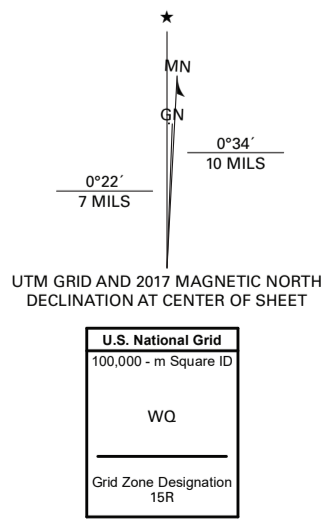 ★
MN
GN
0°34´
10 MILS
0°22´
7 MILS
UTM GRID AND 2017 MAGNETIC NORTH
DECLINATION AT CENTER OF SHEET
U.S. National Grid
100,000 - m Square ID
WQ
Grid Zone Designation
15R